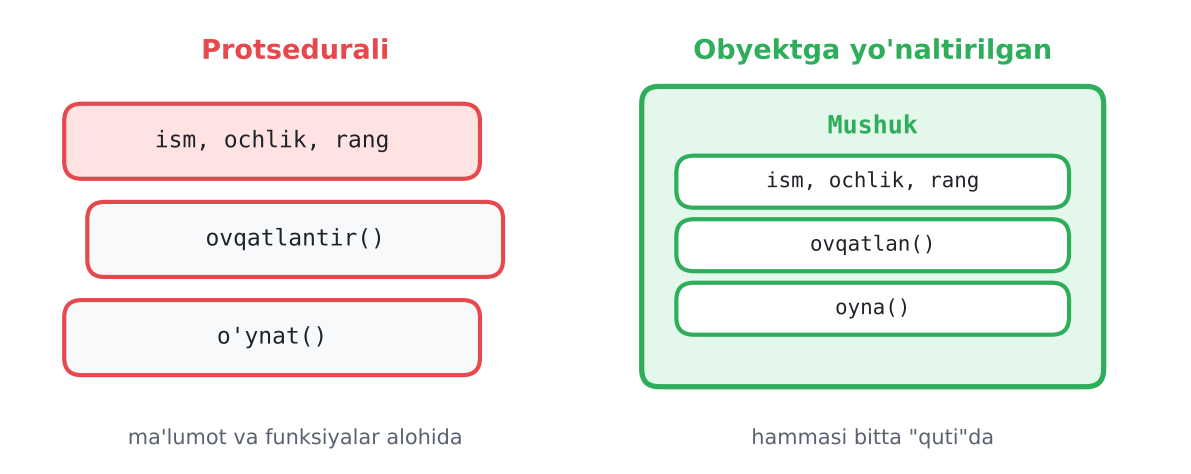 Protsedurali
ism, ochlik, rang
ovqatlantir()
o'ynat()
ma'lumot va funksiyalar alohida
Obyektga yo'naltirilgan
Mushuk
ism, ochlik, rang
ovqatlan()
oyna()
hammasi bitta "quti"da